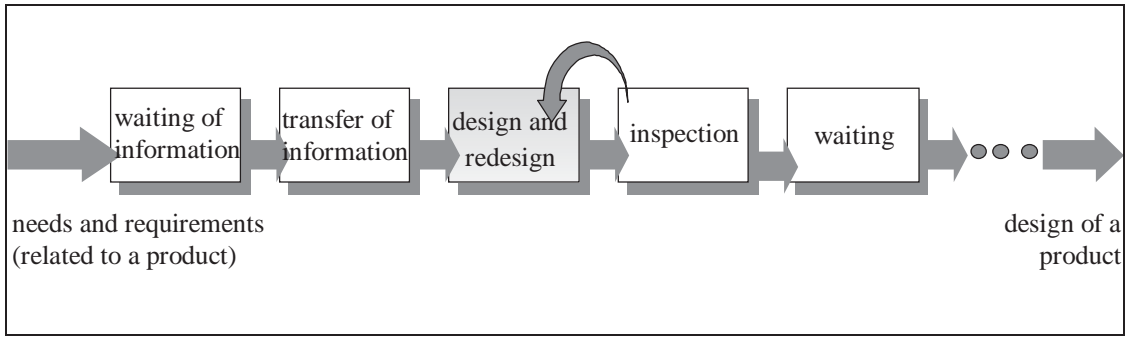 waiting of
information
transfer of
information
design and
redesign
inspection
waiting
needs and requirements
(related to a product)
design of a
product